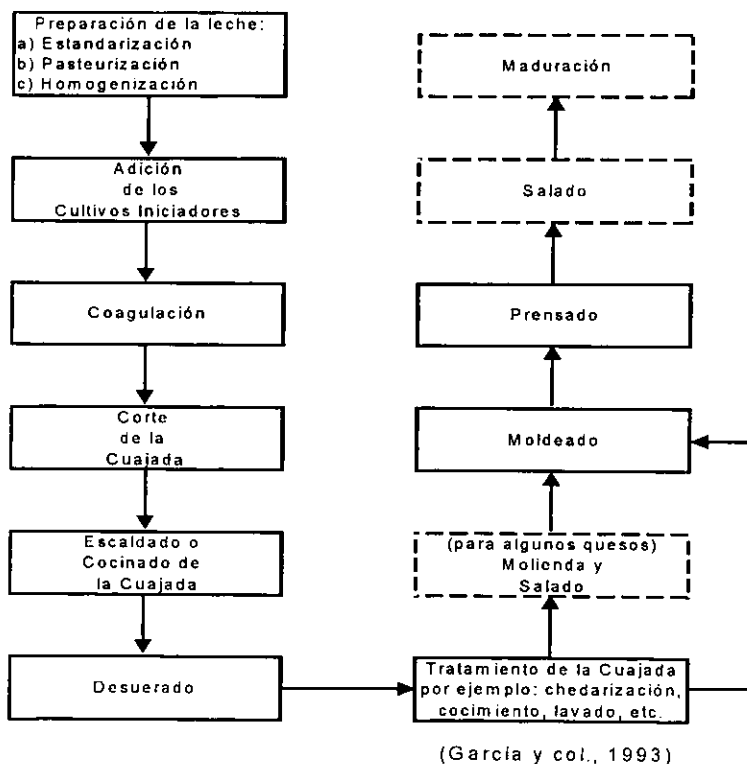 Preparación de la leche:
a) Estandarización
b) Pasteurización
c) Homogenización
Adición
de los
Cultivos Iniciadores
Coagulación
Corte
de la
Cuajada
Escaldado o
Cocinado de
la Cuajada
Desuerado
Tratamiento de la Cuajada
por ejemplo: chedarización,
cocimiento, lavado, etc.
(para algunos quesos)
Molienda y
Salado
Moldeado
Prensado
Salado
Maduración
(García y col., 1993)